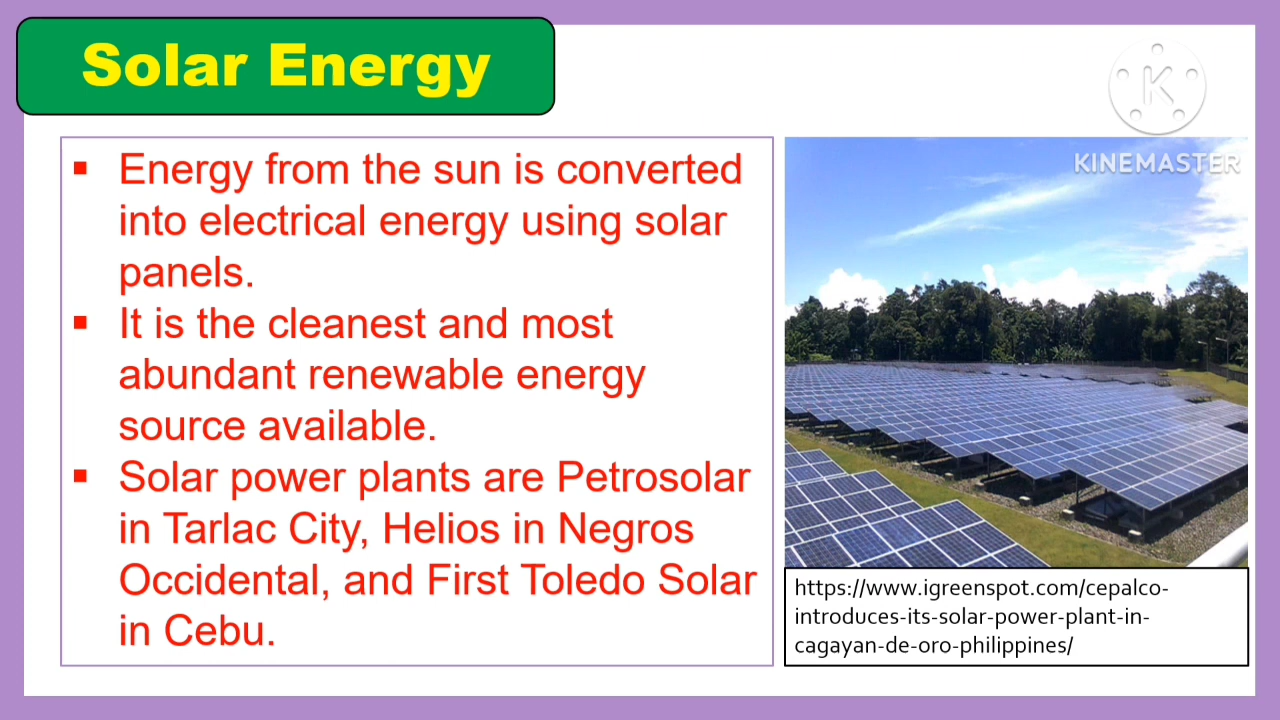 Solar Energy
K
KINEMASTER
▪ Energy from the sun is converted
into electrical energy using solar
panels.
▪ It is the cleanest and most
abundant renewable energy
source available.
▪ Solar power plants are Petrosolar
in Tarlac City, Helios in Negros
Occidental, and First Toledo Solar
in Cebu.
https://www.igreenspot.com/cepalco-
introduces-its-solar-power-plant-in-
cagayan-de-oro-philippines/